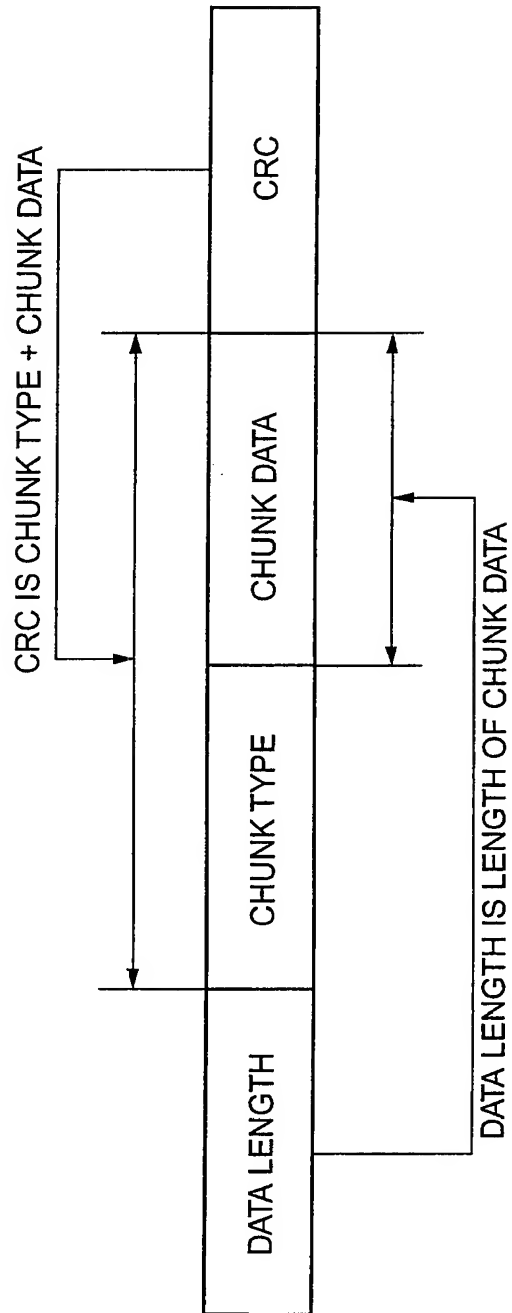 CRC IS CHUNK TYPE + CHUNK DATA
DATA LENGTH
CHUNK TYPE
CHUNK DATA
CRC
DATA LENGTH IS LENGTH OF CHUNK DATA